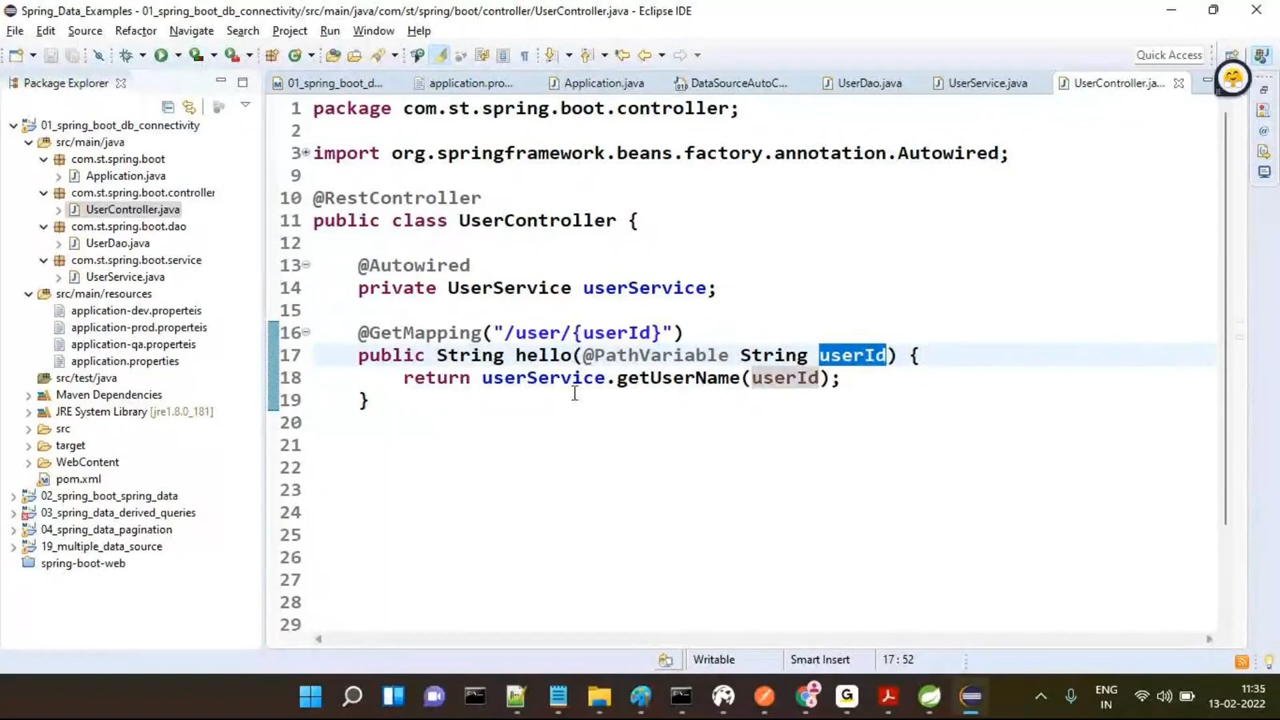 Spring_Data_Examples - 01_spring_boot_db_connectivity/src/main/java/com/st/spring/boot/controller/UserController.java - Eclipse IDE
File Edit Source Refactor Navigate Search Project Run Window Help
Quick Access
Package Explorer
01_spring_boot_d...
application.pro...
Application.java
DataSourceAutoC...
UserDao.java
UserService.java
UserController.ja...
01_spring_boot_db_connectivity
src/main/java
com.st.spring.boot
Application.java
com.st.spring.boot.controller
UserController.java
com.st.spring.boot.dao
UserDao.java
com.st.spring.boot.service
UserService.java
src/main/resources
application-dev.properteis
application-prod.properteis
application-qa.properteis
application.properties
src/test/java
Maven Dependencies
JRE System Library [jre1.8.0_181]
src
target
WebContent
pom.xml
02_spring_boot_spring_data
03_spring_data_derived_queries
04_spring_data_pagination
19_multiple_data_source
spring-boot-web
1 package com.st.spring.boot.controller;
2
3 import org.springframework.beans.factory.annotation.Autowired;
9
10 @RestController
11 public class UserController {
12
13 @Autowired
14 private UserService userService;
15
16 @GetMapping("/user/{userId}")
17 public String hello(@PathVariable String userId) {
18 return userService.getUserName(userId);
19 }
20
21
22
23
24
25
26
27
28
29
Writable Smart Insert 17 : 52
ENG
IN
11:35
13-02-2022